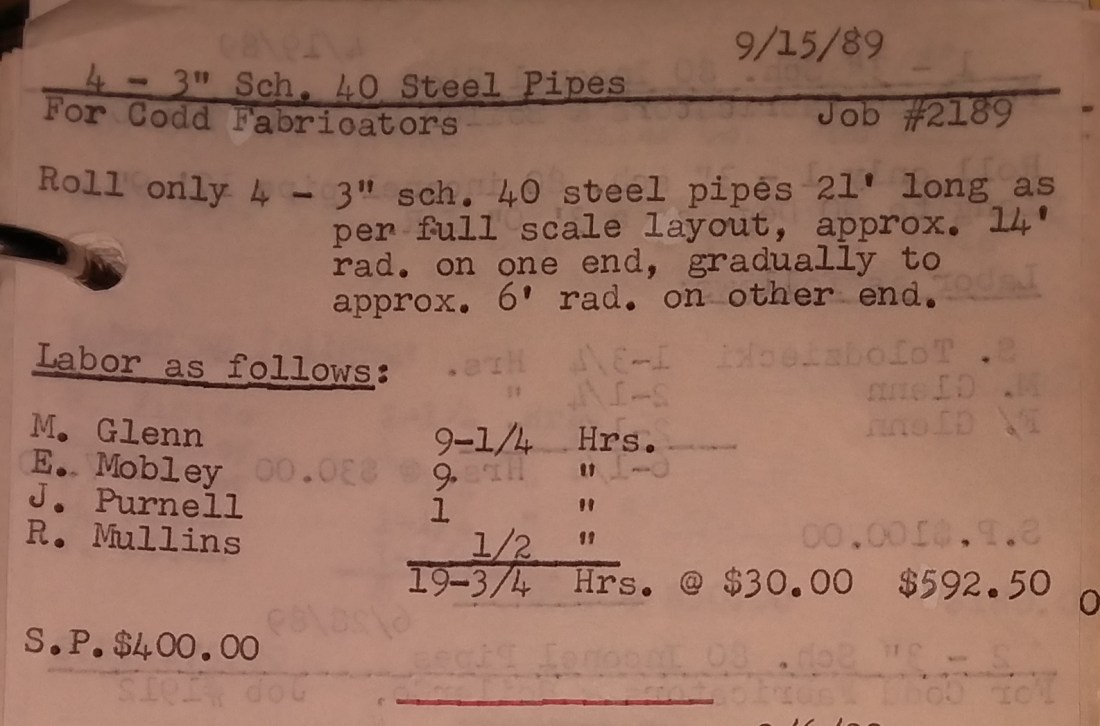 9/15/89
4 - 3" Sch. 40 Steel Pipes
For Codd Fabricators Job #2189
Roll only 4 - 3" sch. 40 steel pipes 21' long as
per full scale layout, approx. 14'
rad. on one end, gradually to
approx. 6' rad. on other end.
Labor as follows:
M. Glenn 9-1/4 Hrs.
E. Mobley 9 "
J. Purnell 1 "
R. Mullins 1/2 "
19-3/4 Hrs. @ $30.00 $592.50
S.P. $400.00